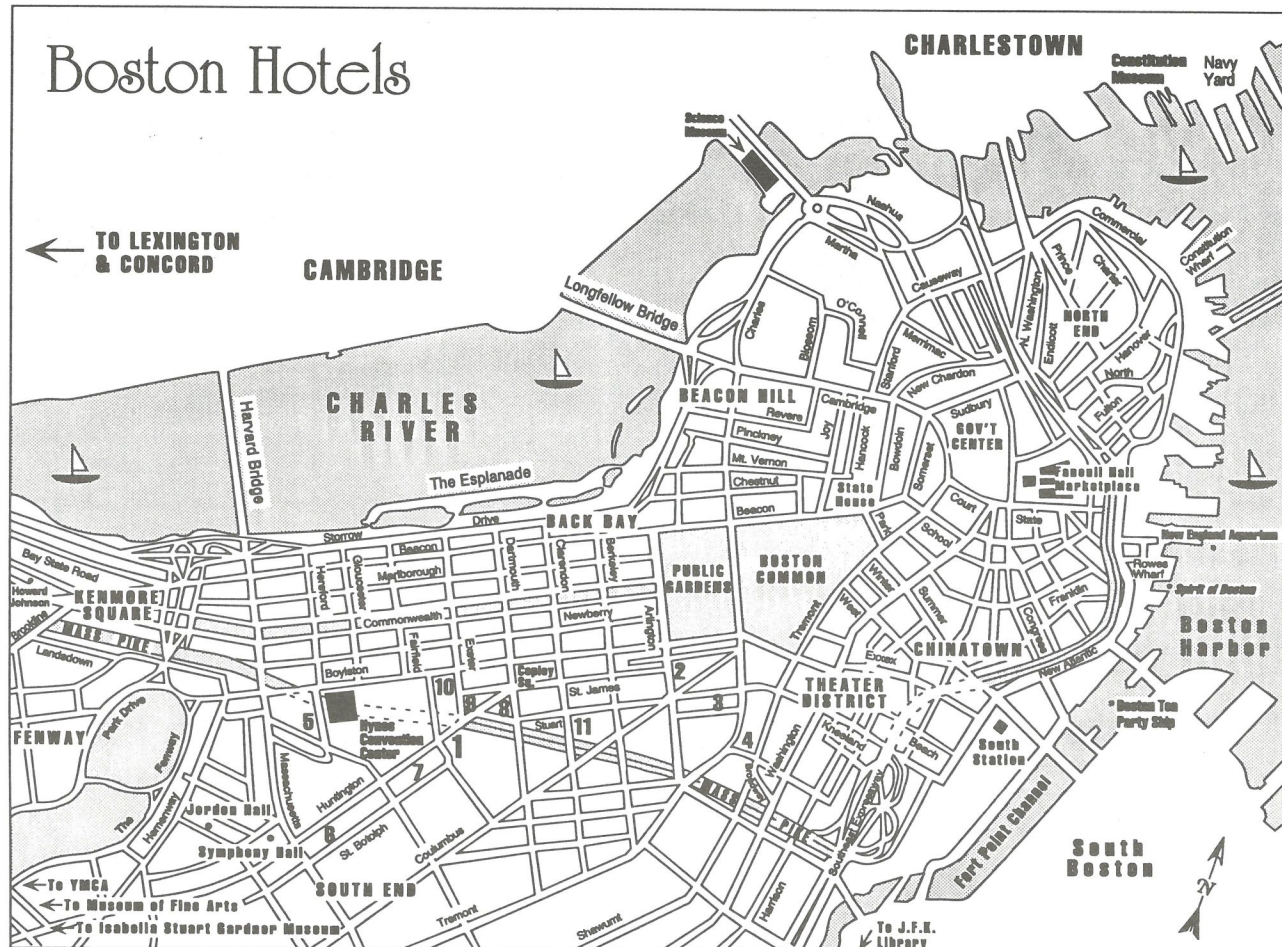 Boston Hotels
CHARLESTOWN
Constitution
Museum
Navy
Yard
Science
Museum
TO LEXINGTON
& CONCORD
CAMBRIDGE
Longfellow Bridge
Nashua
Martha
Causeway
Commercial
Constitution
Wharf
Prince
Charter
N. Washington
NORTH
END
Endicott
Hanover
North
Fulton
Charles
Blossom
O'Connell
Merrimac
Stanford
New Chardon
CHARLES
RIVER
Harvard Bridge
BEACON HILL
Cambridge
Sudbury
GOV'T
CENTER
Revere
Pinckney
Joy
Hancock
Bowdoin
Somerset
Mt. Vernon
Chestnut
State
House
Faneuil Hall
Marketplace
The Esplanade
Storrow
Drive
BACK BAY
Beacon
Park
School
Court
State
Beacon
Marlborough
Hereford
Gloucester
Dartmouth
Clarendon
Berkeley
PUBLIC
GARDENS
BOSTON
COMMON
Winter
West
Tremont
Summer
Franklin
Congress
New England Aquarium
Rowes
Wharf
Spirit of Boston
Boston
Harbor
Bay State Road
Howard
Johnson
KENMORE
SQUARE
Brookline
MASS PIKE
Landsdown
Commonwealth
Newberry
Arlington
Fairfield
Exeter
Boylston
Copley
Sq.
St. James
CHINATOWN
Exxex
New Atlantic
THEATER
DISTRICT
Kneeland
Beach
Washington
Boston Tea
Party Ship
South
Station
FENWAY
Park Drive
The
Fenway
Hynes
Convention
Center
Stuart
10
9
8
11
2
3
4
5
1
7
6
Massachusetts
Huntington
Hemenway
Jordon Hall
Symphony Hall
St. Botolph
Coulumbus
MASS
PIKE
Southeast Expressway
Fort Point Channel
South
Boston
SOUTH END
Tremont
Shawumt
Harrison
To YMCA
To Museum of Fine Arts
To Isabella Stuart Gardner Museum
To J.F.K.
Library
N